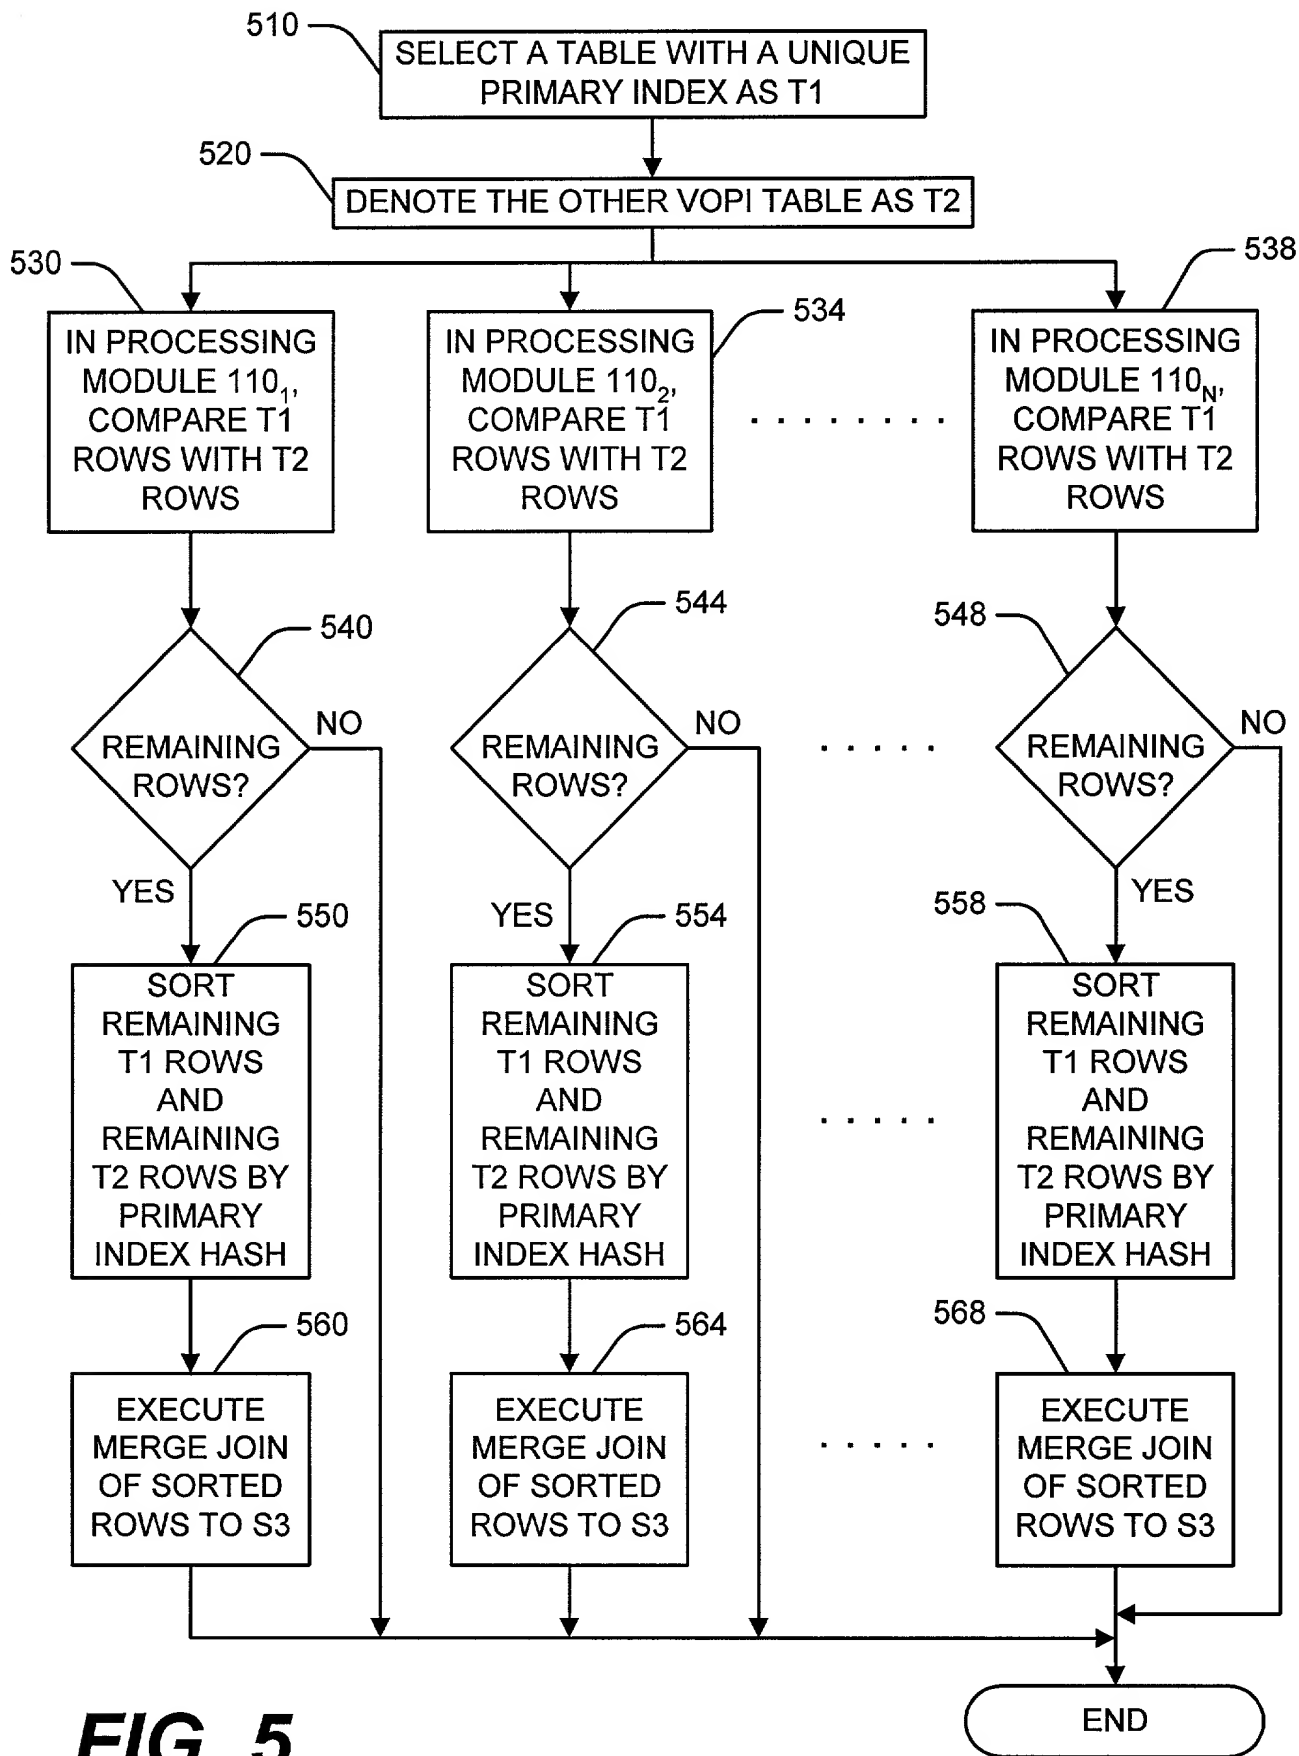 510
SELECT A TABLE WITH A UNIQUE
PRIMARY INDEX AS T1
520
DENOTE THE OTHER VOPI TABLE AS T2
530
IN PROCESSING
MODULE 110₁,
COMPARE T1
ROWS WITH T2
ROWS
534
IN PROCESSING
MODULE 110₂,
COMPARE T1
ROWS WITH T2
ROWS
. . . . . . . .
538
IN PROCESSING
MODULE 110N,
COMPARE T1
ROWS WITH T2
ROWS
540
REMAINING
ROWS?
NO
YES
544
REMAINING
ROWS?
NO
YES
. . . . .
548
REMAINING
ROWS?
NO
YES
550
SORT
REMAINING
T1 ROWS
AND
REMAINING
T2 ROWS BY
PRIMARY
INDEX HASH
554
SORT
REMAINING
T1 ROWS
AND
REMAINING
T2 ROWS BY
PRIMARY
INDEX HASH
. . . . .
558
SORT
REMAINING
T1 ROWS
AND
REMAINING
T2 ROWS BY
PRIMARY
INDEX HASH
560
EXECUTE
MERGE JOIN
OF SORTED
ROWS TO S3
564
EXECUTE
MERGE JOIN
OF SORTED
ROWS TO S3
. . . . .
568
EXECUTE
MERGE JOIN
OF SORTED
ROWS TO S3
END
FIG. 5